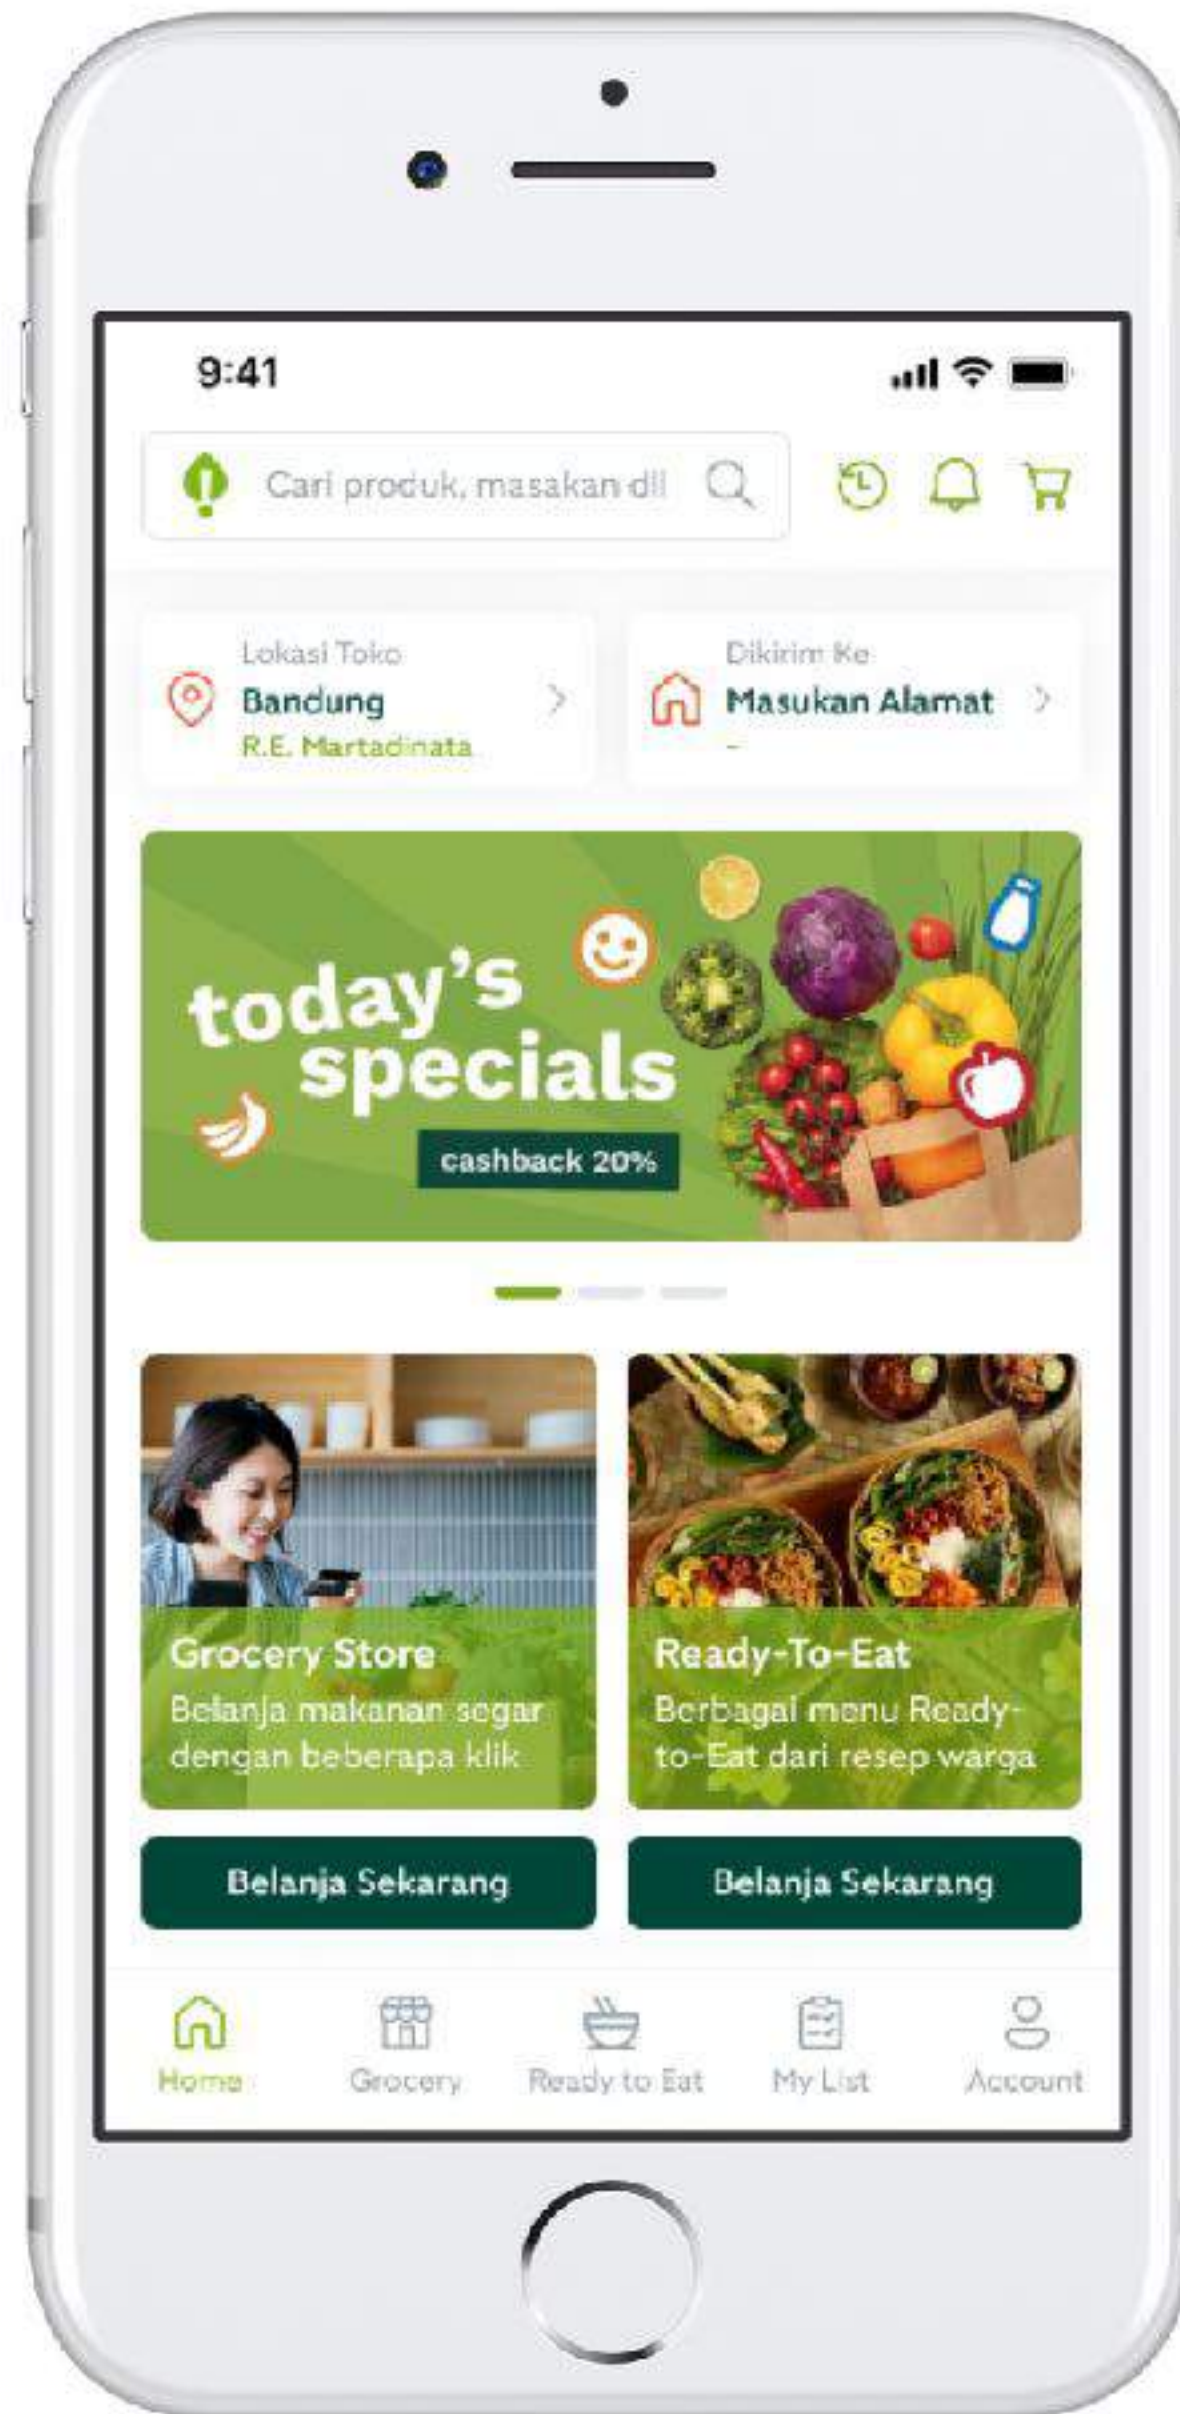 9:41
Cari produk, masakan dll
Lokasi Toko
Bandung
R.E. Martadinata
Dikirim Ke
Masukan Alamat
-
today's
specials
cashback 20%
Grocery Store
Belanja makanan segar
dengan beberapa klik
Ready-To-Eat
Berbagai menu Ready-
to-Eat dari resep warga
Belanja Sekarang
Belanja Sekarang
Home
Grocery
Ready to Eat
My List
Account